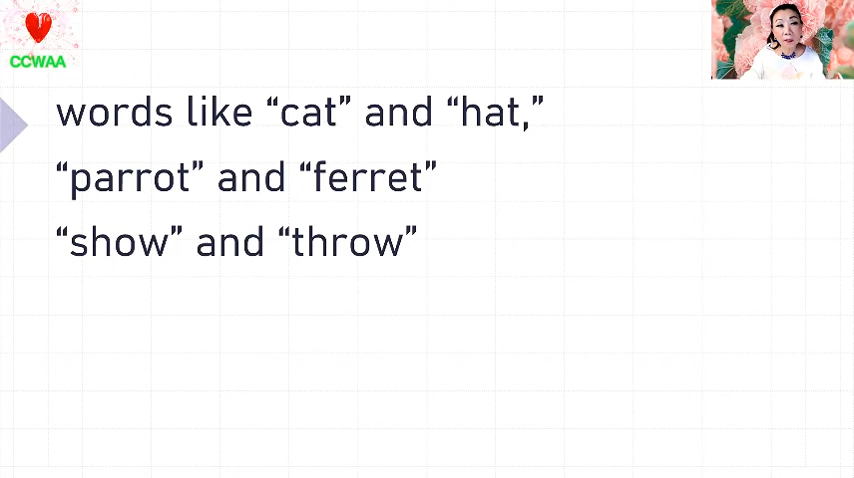 CCWAA
words like “cat” and “hat,”
“parrot” and “ferret”
“show” and “throw”